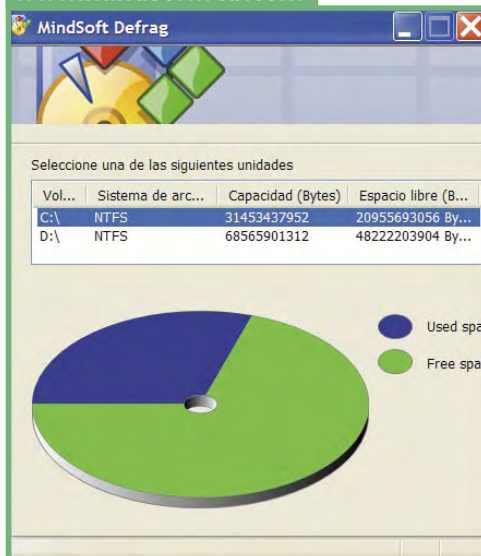 MindSoft Defrag
Seleccione una de las siguientes unidades
Vol... Sistema de arc... Capacidad (Bytes) Espacio libre (B...
C:\ NTFS 31453437952 20955693056 By...
D:\ NTFS 68565901312 48222203904 By...
Used spa
Free spa